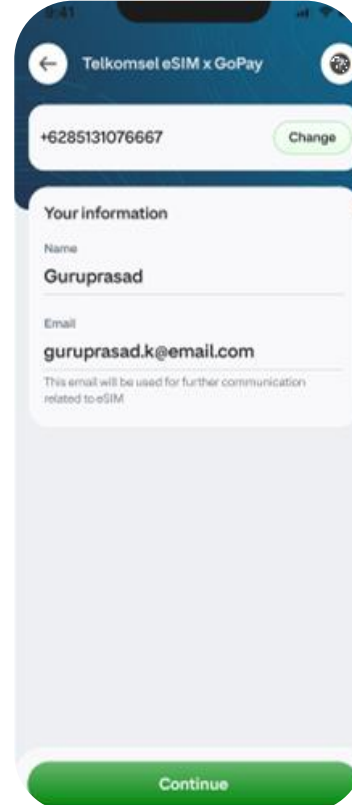 9:41
Telkomsel eSIM x GoPay
+6285131076667
Change
Your information
Name
Guruprasad
Email
guruprasad.k@email.com
This email will be used for further communication
related to eSIM
Continue